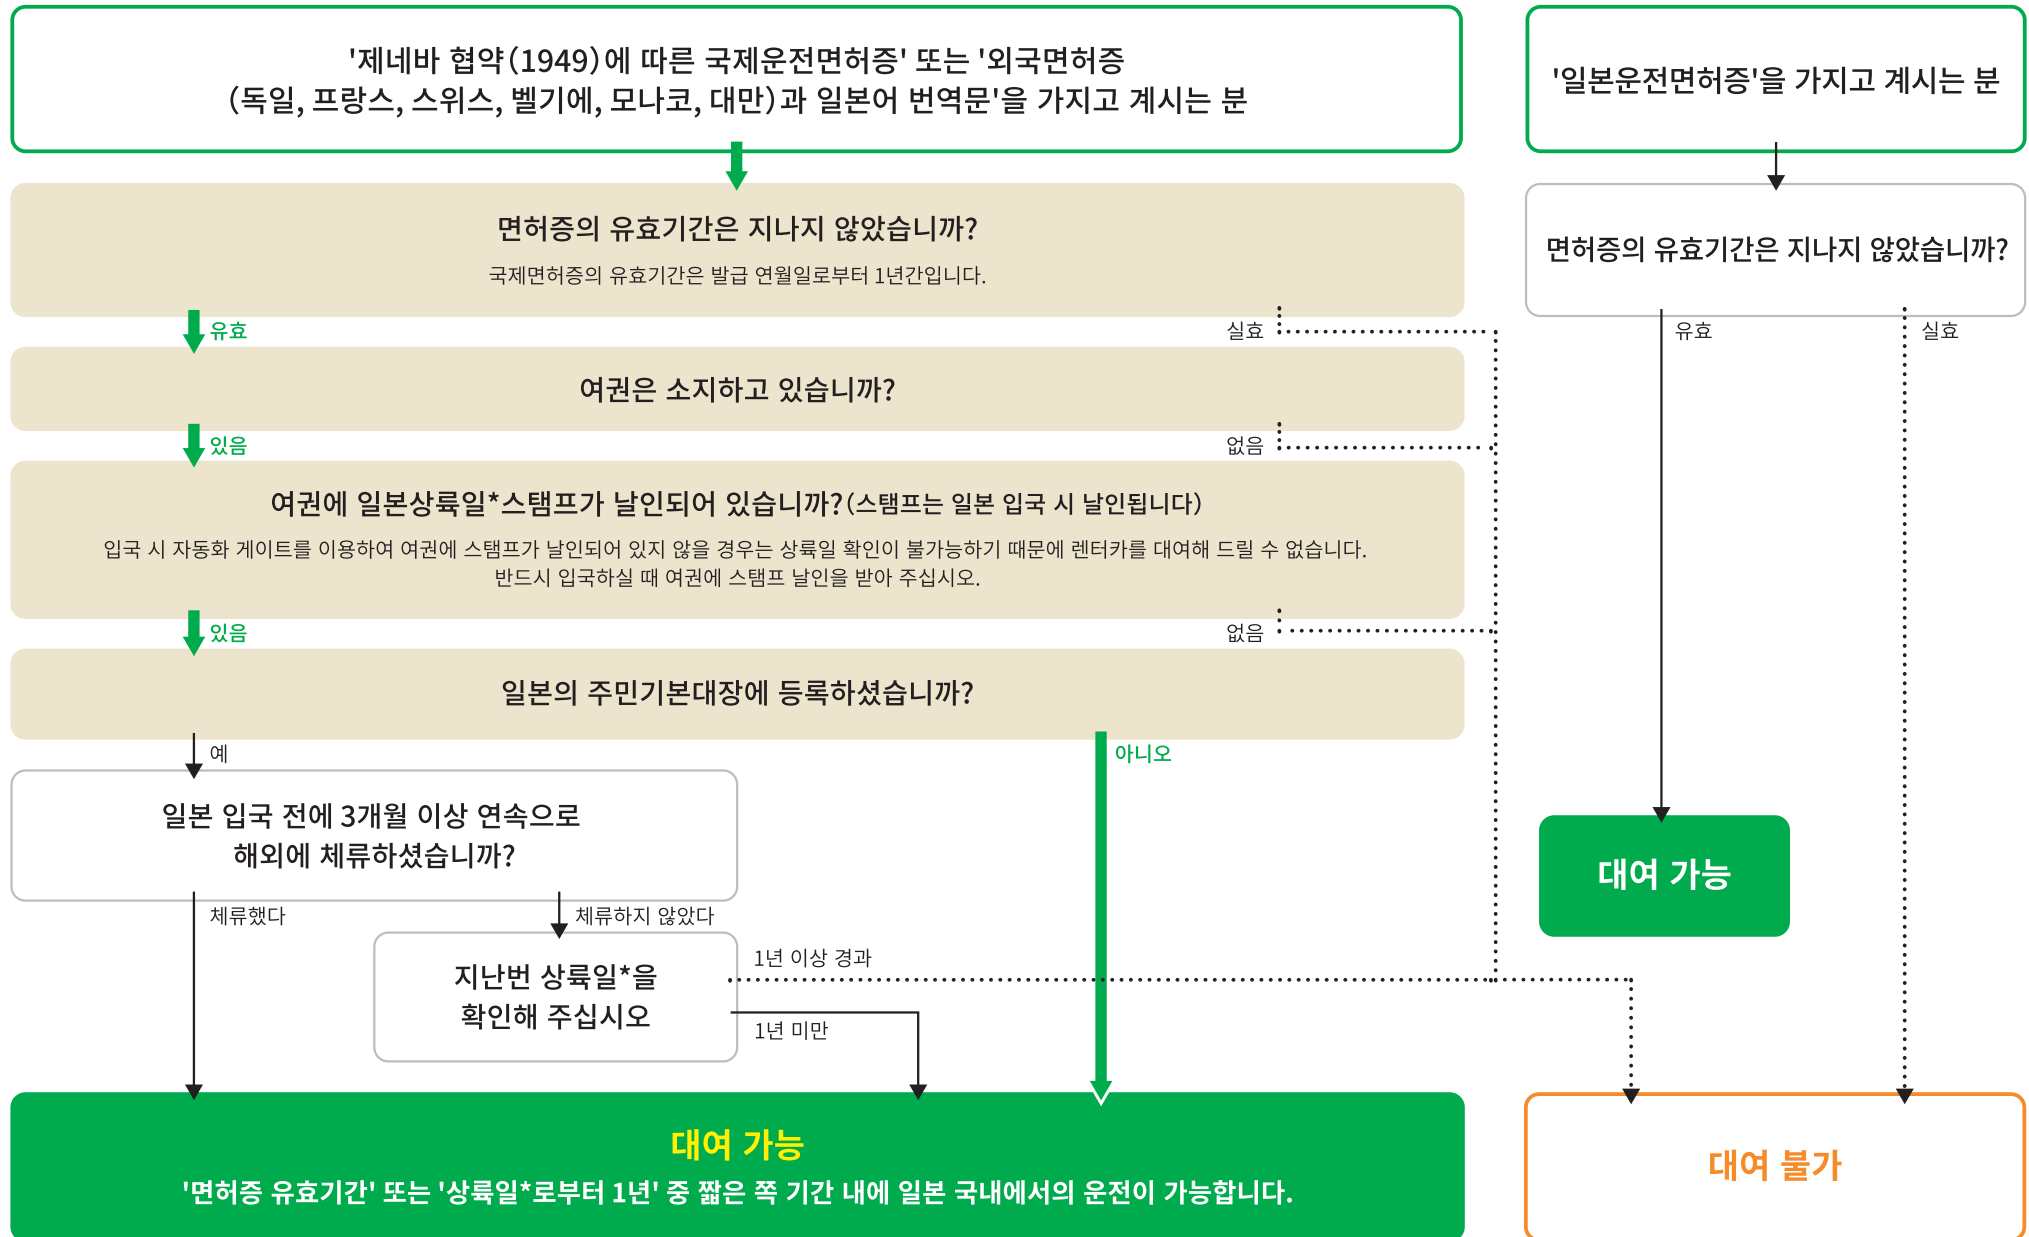 '제네바 협약(1949)에 따른 국제운전면허증' 또는 '외국면허증
(독일, 프랑스, 스위스, 벨기에, 모나코, 대만)과 일본어 번역문'을 가지고 계시는 분
'일본운전면허증'을 가지고 계시는 분
면허증의 유효기간은 지나지 않았습니까?
국제면허증의 유효기간은 발급 연월일로부터 1년간입니다.
면허증의 유효기간은 지나지 않았습니까?
유효
실효
유효
실효
여권은 소지하고 있습니까?
있음
없음
여권에 일본상륙일*스탬프가 날인되어 있습니까?(스탬프는 일본 입국 시 날인됩니다)
입국 시 자동화 게이트를 이용하여 여권에 스탬프가 날인되어 있지 않을 경우는 상륙일 확인이 불가능하기 때문에 렌터카를 대여해 드릴 수 없습니다.
반드시 입국하실 때 여권에 스탬프 날인을 받아 주십시오.
있음
없음
일본의 주민기본대장에 등록하셨습니까?
예
아니오
일본 입국 전에 3개월 이상 연속으로
해외에 체류하셨습니까?
대여 가능
체류했다
체류하지 않았다
지난번 상륙일*을
확인해 주십시오
1년 이상 경과
1년 미만
대여 가능
'면허증 유효기간' 또는 '상륙일*로부터 1년' 중 짧은 쪽 기간 내에 일본 국내에서의 운전이 가능합니다.
대여 불가